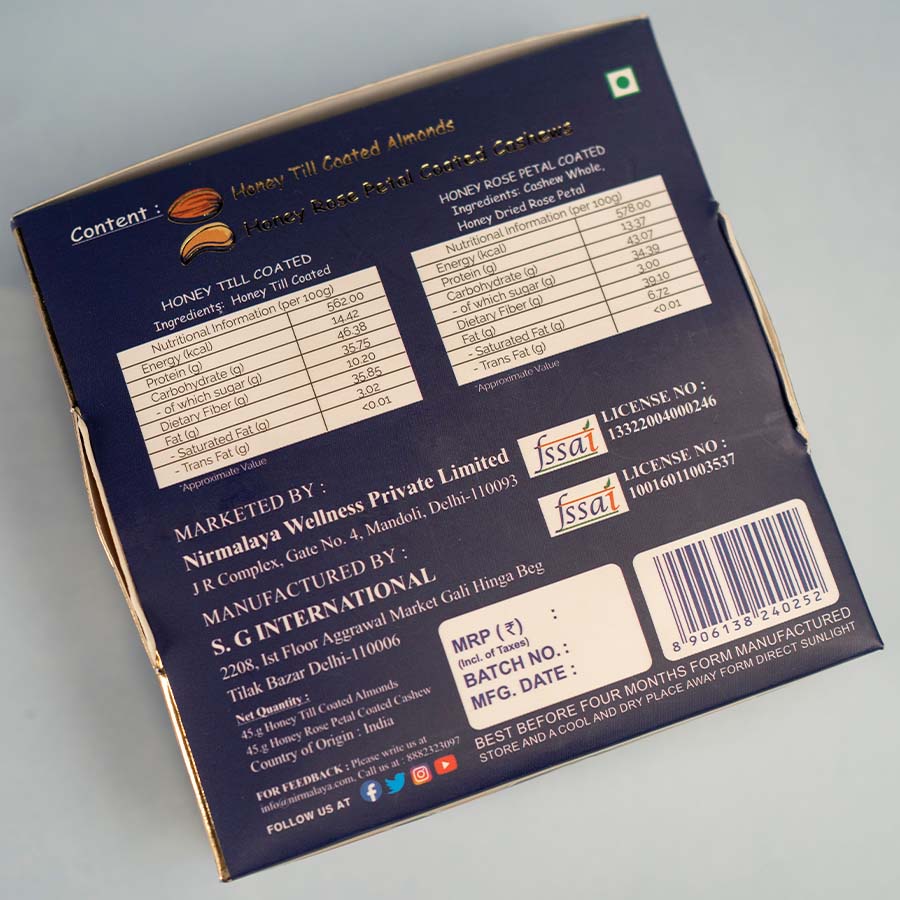 Content :
Honey Till Coated Almonds
Honey Rose Petal Coated Cashews
HONEY TILL COATED
Ingredients: Honey Till Coated
Nutritional Information (per 100g)
Energy (kcal) 562.00
Protein (g) 14.42
Carbohydrate (g) 46.38
- of which sugar (g) 35.75
Dietary Fiber (g) 10.20
Fat (g) 35.85
- Saturated Fat (g) 3.02
- Trans Fat (g) <0.01
*Approximate Value
HONEY ROSE PETAL COATED
Ingredients: Cashew Whole,
Honey Dried Rose Petal
Nutritional Information (per 100g)
Energy (kcal) 578.00
Protein (g) 13.37
Carbohydrate (g) 43.07
- of which sugar (g) 34.39
Dietary Fiber (g) 3.00
Fat (g) 39.10
- Saturated Fat (g) 6.72
- Trans Fat (g) <0.01
*Approximate Value
MARKETED BY :
Nirmalaya Wellness Private Limited
J R Complex, Gate No. 4, Mandoli, Delhi-110093
MANUFACTURED BY :
S. G INTERNATIONAL
2208, Ist Floor Aggrawal Market Gali Hinga Beg
Tilak Bazar Delhi-110006
Net Quantity :
45.g Honey Till Coated Almonds
45.g Honey Rose Petal Coated Cashew
Country of Origin : India
FOR FEEDBACK : Please write us at
info@nirmalaya.com, Call us at : 8882323097
FOLLOW US AT
fssai
LICENSE NO :
13322004000246
fssai
LICENSE NO :
10016011003537
MRP (₹) :
(Incl. of Taxes)
BATCH NO. :
MFG. DATE :
8 906138 240252
BEST BEFORE FOUR MONTHS FORM MANUFACTURED
STORE AND A COOL AND DRY PLACE AWAY FORM DIRECT SUNLIGHT